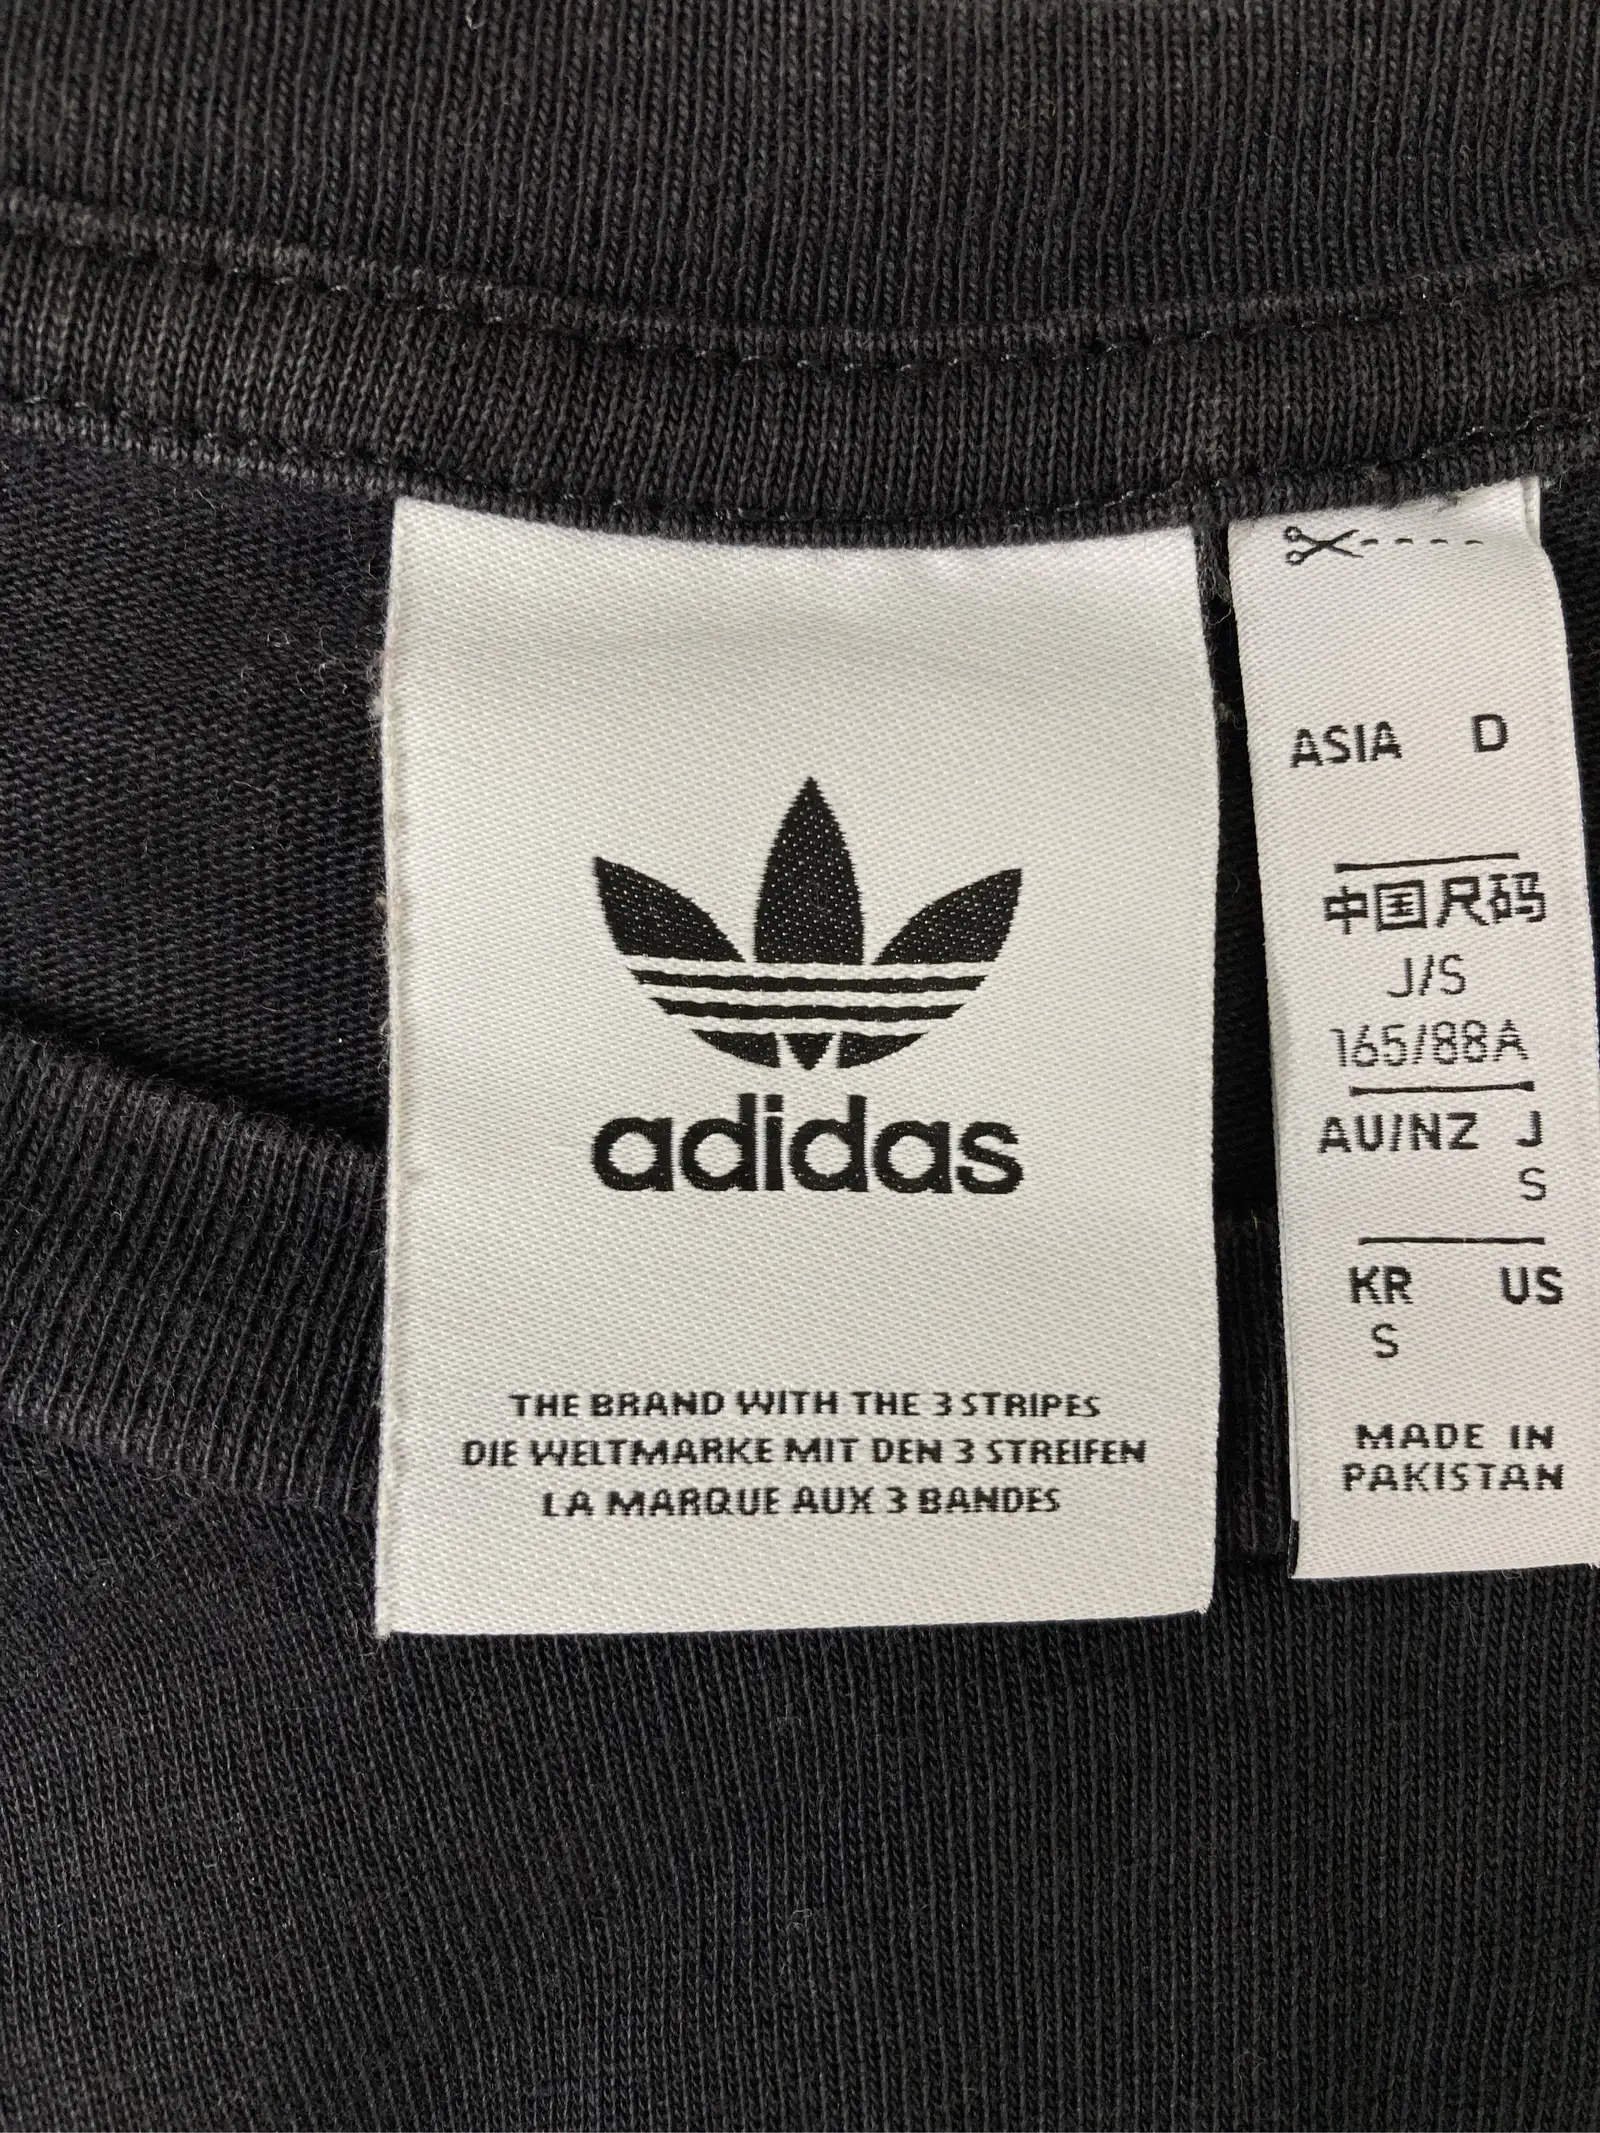 adidas
THE BRAND WITH THE 3 STRIPES
DIE WELTMARKE MIT DEN 3 STREIFEN
LA MARQUE AUX 3 BANDES
ASIA D
中国尺码
J/S
165/88A
AU/NZ J
S
KR US
S
MADE IN
PAKISTAN